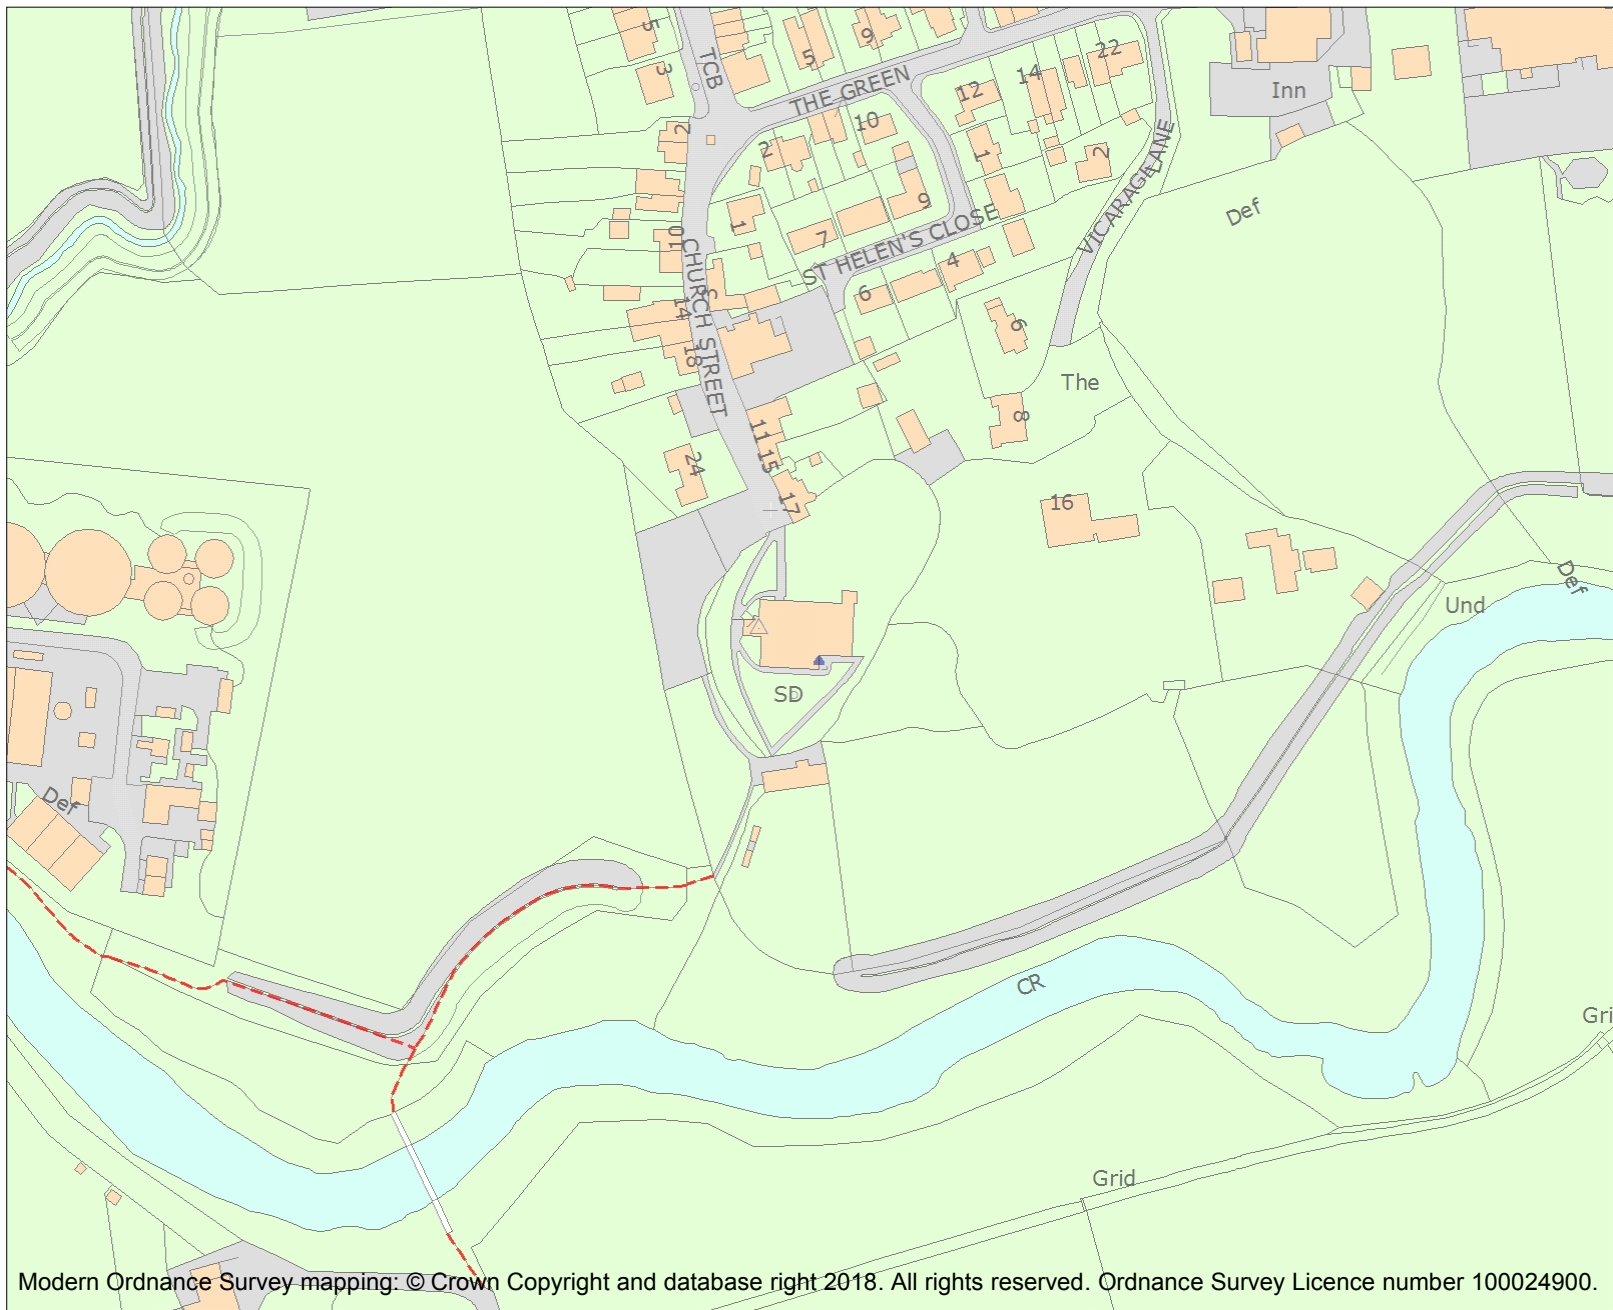 5
3
TCB
5
9
THE GREEN
12
14
22
Inn
2
2
10
1
2
VICARAGE LANE
Def
9
1
7
ST HELEN'S CLOSE
10
CHURCH STREET
4
6
3
14
18
9
The
8
11
15
24
17
16
Def
Und
SD
Def
CR
Gri
Grid
Modern Ordnance Survey mapping: © Crown Copyright and database right 2018. All rights reserved. Ordnance Survey Licence number 100024900.